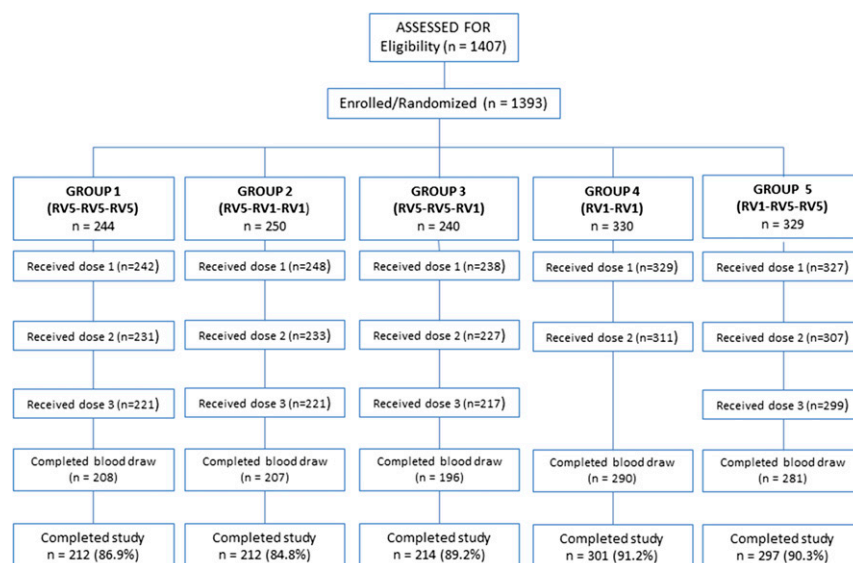 ASSESSED FOR
Eligibility (n = 1407)
Enrolled/Randomized (n = 1393)
GROUP 1
(RV5-RV5-RV5)
n = 244
GROUP 2
(RV5-RV1-RV1)
n = 250
GROUP 3
(RV5-RV5-RV1)
n = 240
GROUP 4
(RV1-RV1)
n = 330
GROUP 5
(RV1-RV5-RV5)
n = 329
Received dose 1 (n=242)
Received dose 1 (n=248)
Received dose 1 (n=238)
Received dose 1 (n=329)
Received dose 1 (n=327)
Received dose 2 (n=231)
Received dose 2 (n=233)
Received dose 2 (n=227)
Received dose 2 (n=311)
Received dose 2 (n=307)
Received dose 3 (n=221)
Received dose 3 (n=221)
Received dose 3 (n=217)
Received dose 3 (n=299)
Completed blood draw
(n = 208)
Completed blood draw
(n = 207)
Completed blood draw
(n = 196)
Completed blood draw
(n = 290)
Completed blood draw
(n = 281)
Completed study
n = 212 (86.9%)
Completed study
n = 212 (84.8%)
Completed study
n = 214 (89.2%)
Completed study
n = 301 (91.2%)
Completed study
n = 297 (90.3%)